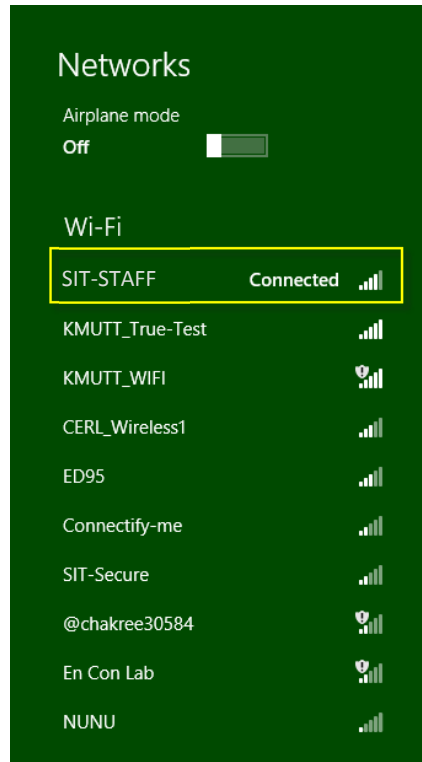 Networks
Airplane mode
Off
Wi-Fi
SIT-STAFF Connected
KMUTT_True-Test
KMUTT_WIFI
CERL_Wireless1
ED95
Connectify-me
SIT-Secure
@chakree30584
En Con Lab
NUNU